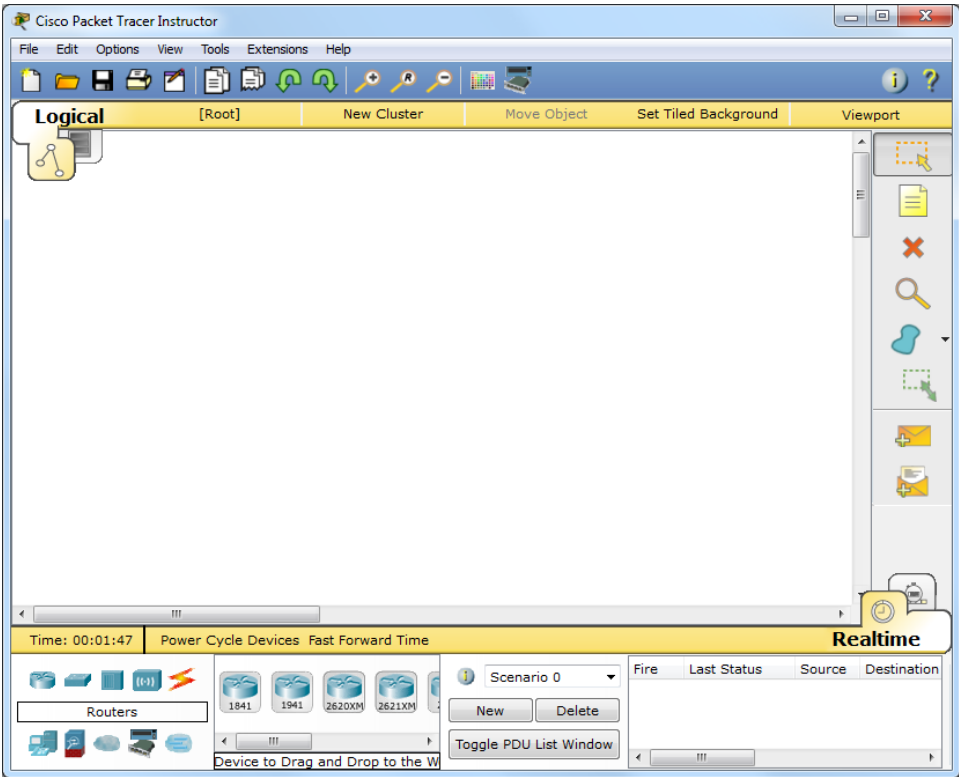 Cisco Packet Tracer Instructor
File Edit Options View Tools Extensions Help
R i ?
Logical [Root] New Cluster Move Object Set Tiled Background Viewport
Time: 00:01:47 Power Cycle Devices Fast Forward Time Realtime
Fire Last Status Source Destination
i Scenario 0
1841 1941 2620XM 2621XM
Routers
New Delete
Toggle PDU List Window
Device to Drag and Drop to the W